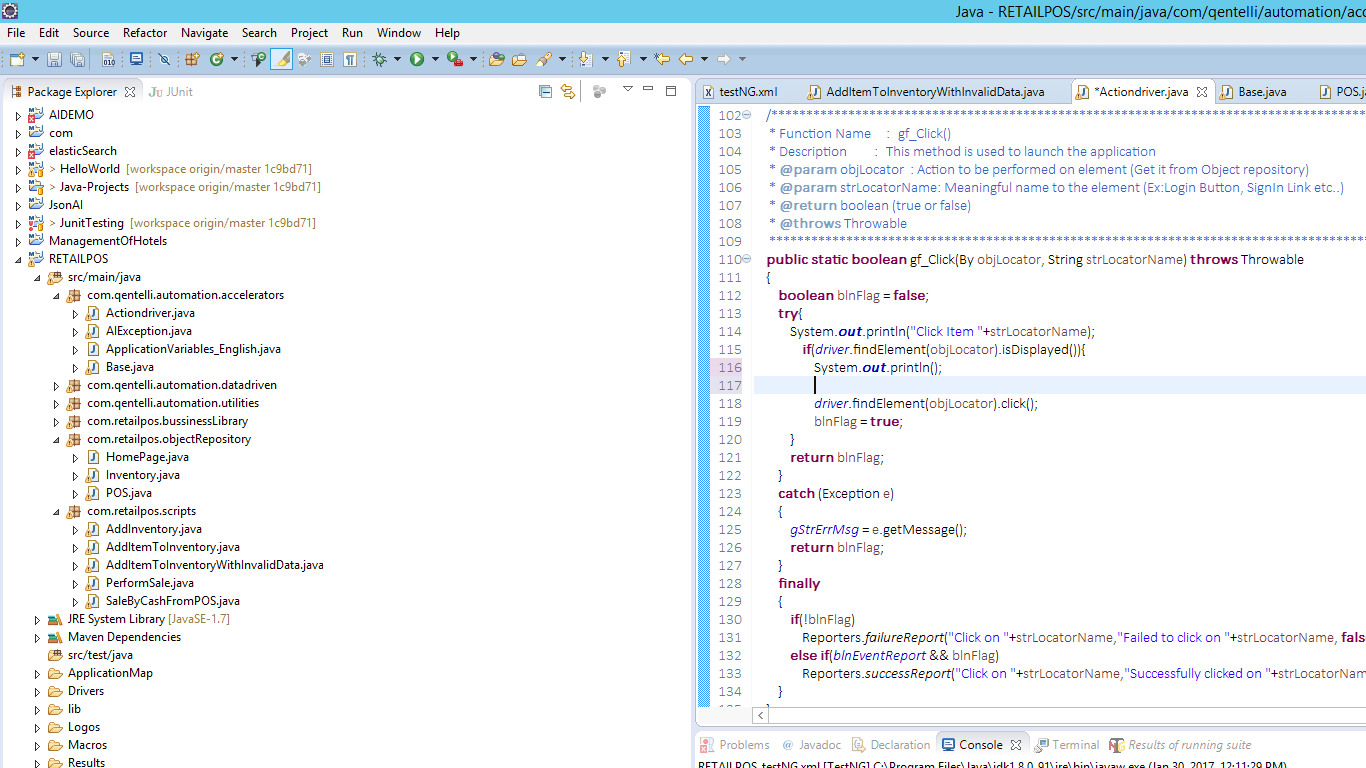 Java - RETAILPOS/src/main/java/com/qentelli/automation/acc
File Edit Source Refactor Navigate Search Project Run Window Help
Package Explorer JUnit
AIDEMO
com
elasticSearch
> HelloWorld [workspace origin/master 1c9bd71]
> Java-Projects [workspace origin/master 1c9bd71]
JsonAI
> JunitTesting [workspace origin/master 1c9bd71]
ManagementOfHotels
RETAILPOS
src/main/java
com.qentelli.automation.accelerators
Actiondriver.java
AIException.java
ApplicationVariables_English.java
Base.java
com.qentelli.automation.datadriven
com.qentelli.automation.utilities
com.retailpos.bussinessLibrary
com.retailpos.objectRepository
HomePage.java
Inventory.java
POS.java
com.retailpos.scripts
AddInventory.java
AddItemToInventory.java
AddItemToInventoryWithInvalidData.java
PerformSale.java
SaleByCashFromPOS.java
JRE System Library [JavaSE-1.7]
Maven Dependencies
src/test/java
ApplicationMap
Drivers
lib
Logos
Macros
Results
testNG.xml AddItemToInventoryWithInvalidData.java *Actiondriver.java Base.java POS.ja
102 /**************************************************************************************
103 * Function Name : gf_Click()
104 * Description : This method is used to launch the application
105 * @param objLocator : Action to be performed on element (Get it from Object repository)
106 * @param strLocatorName: Meaningful name to the element (Ex:Login Button, SignIn Link etc..)
107 * @return boolean (true or false)
108 * @throws Throwable
109 **************************************************************************************
110 public static boolean gf_Click(By objLocator, String strLocatorName) throws Throwable
111 {
112 boolean blnFlag = false;
113 try{
114 System.out.println("Click Item "+strLocatorName);
115 if(driver.findElement(objLocator).isDisplayed()){
116 System.out.println();
117
118 driver.findElement(objLocator).click();
119 blnFlag = true;
120 }
121 return blnFlag;
122 }
123 catch (Exception e)
124 {
125 gStrErrMsg = e.getMessage();
126 return blnFlag;
127 }
128 finally
129 {
130 if(!blnFlag)
131 Reporters.failureReport("Click on "+strLocatorName,"Failed to click on "+strLocatorName, fals
132 else if(blnEventReport && blnFlag)
133 Reporters.successReport("Click on "+strLocatorName,"Successfully clicked on "+strLocatorName
134 }
Problems @ Javadoc Declaration Console Terminal Results of running suite
RETAILPOS_testNG.xml [TestNG] C:\Program Files\Java\jdk1.8.0_91\jre\bin\javaw.exe (Jan 30, 2017, 12:11:29 PM)